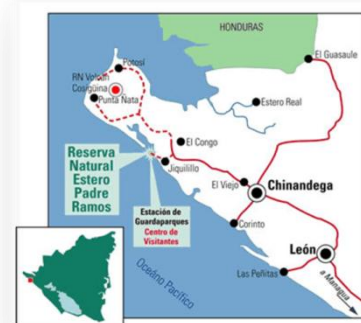 HONDURAS
El Guasaule
Potosí
RN Volcán
Cosigüina
Punta Ñata
Estero Real
El Congo
Reserva
Natural
Estero
Padre
Ramos
Jiquilillo
El Viejo
Chinandega
Estación de
Guardaparques
Centro de
Visitantes
Corinto
León
Las Peñitas
a Managua
Océano Pacífico